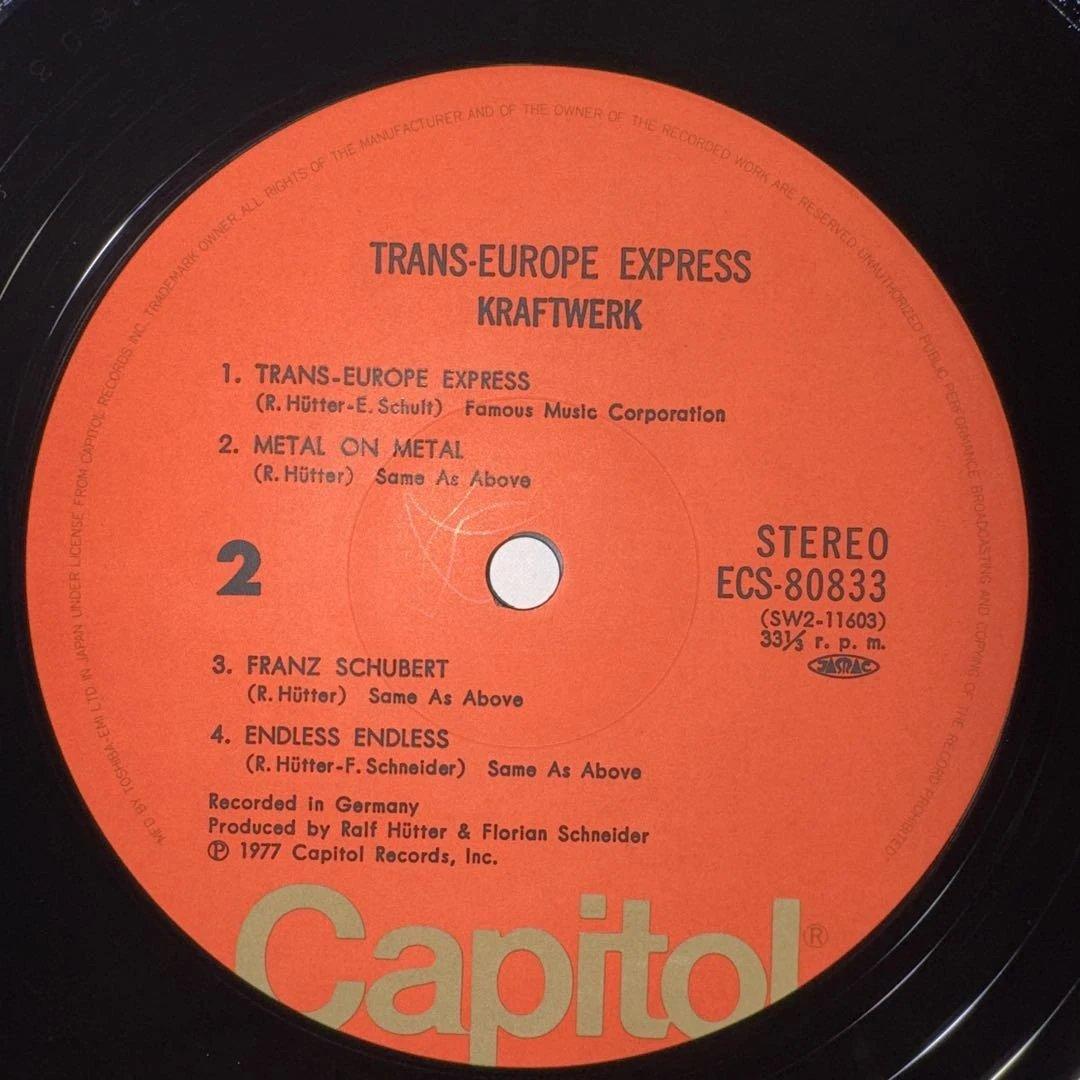 MF'D BY TOSHIBA-EMI LTD IN JAPAN UNDER LICENSE FROM CAPITOL RECORDS INC. TRADEMARK OWNER. ALL RIGHTS OF THE MANUFACTURER AND OF THE OWNER OF THE RECORDED WORK ARE RESERVED. UNAUTHORIZED PUBLIC PERFORMANCE BROADCASTING AND COPYING OF THE RECORD PROHIBITED.
TRANS-EUROPE EXPRESS
KRAFTWERK
1. TRANS-EUROPE EXPRESS
(R. Hütter-E. Schult) Famous Music Corporation
2. METAL ON METAL
(R. Hütter) Same As Above
2
STEREO
ECS-80833
(SW2-11603)
33⅓ r. p. m.
JASRAC
3. FRANZ SCHUBERT
(R. Hütter) Same As Above
4. ENDLESS ENDLESS
(R. Hütter-F. Schneider) Same As Above
Recorded in Germany
Produced by Ralf Hütter & Florian Schneider
Ⓟ 1977 Capitol Records, Inc.
Capitol®